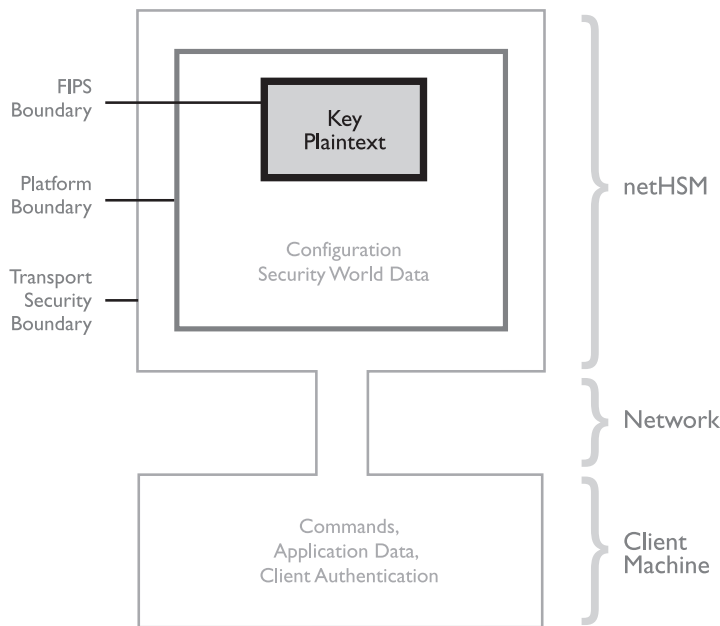 FIPS
Boundary
Key
Plaintext
Platform
Boundary
netHSM
Configuration
Security World Data
Transport
Security
Boundary
Network
Commands,
Application Data,
Client Authentication
Client
Machine